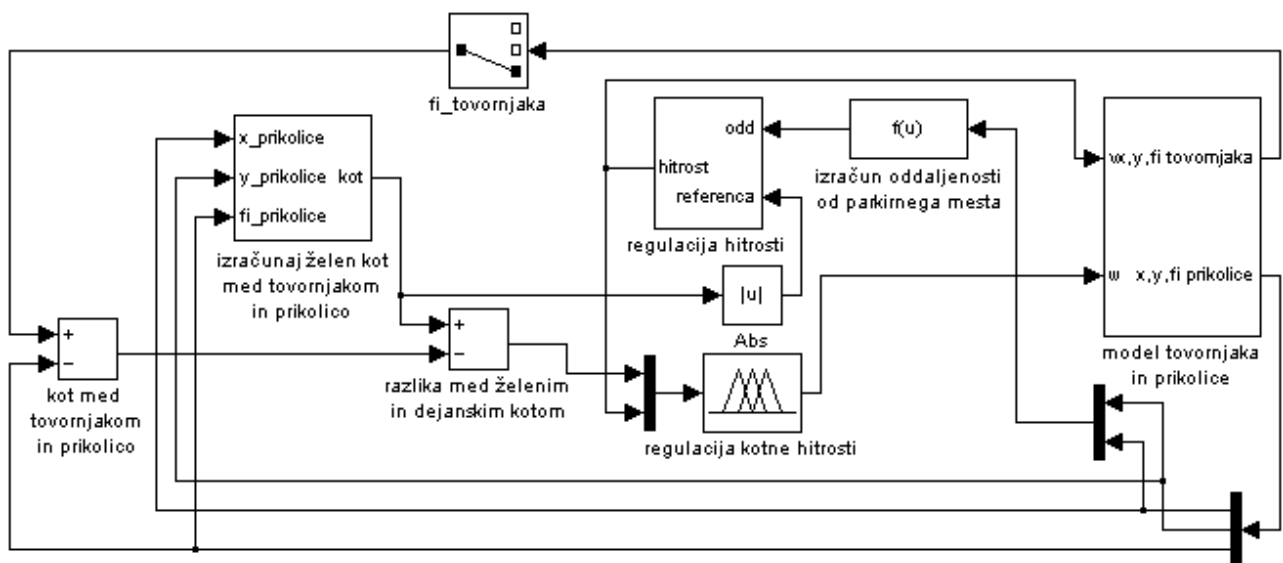 fi_tovornjaka
x_prikolice
y_prikolice kot
fi_prikolice
izračunaj želen kot
med tovornjakom
in prikolico
+
−
kot med
tovornjakom
in prikolico
+
−
razlika med želenim
in dejanskim kotom
odd
hitrost
referenca
regulacija hitrosti
f(u)
izračun oddaljenosti
od parkirnega mesta
|u|
Abs
regulacija kotne hitrosti
vx,y,fi tovornjaka
w x,y,fi prikolice
model tovornjaka
in prikolice